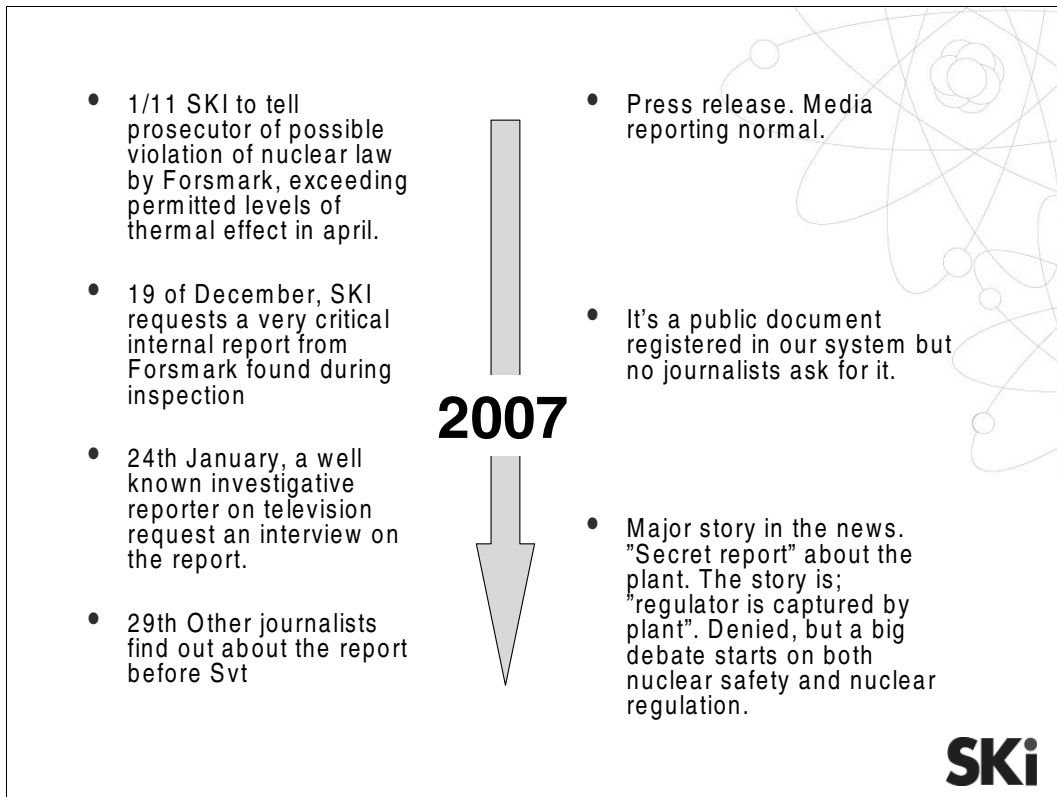 • 1/11 SKI to tell
prosecutor of possible
violation of nuclear law
by Forsmark, exceeding
permitted levels of
thermal effect in april.
• 19 of December, SKI
requests a very critical
internal report from
Forsmark found during
inspection
• 24th January, a well
known investigative
reporter on television
request an interview on
the report.
• 29th Other journalists
find out about the report
before Svt
2007
• Press release. Media
reporting normal.
• It’s a public document
registered in our system but
no journalists ask for it.
• Major story in the news.
”Secret report” about the
plant. The story is;
”regulator is captured by
plant”. Denied, but a big
debate starts on both
nuclear safety and nuclear
regulation.
SKi